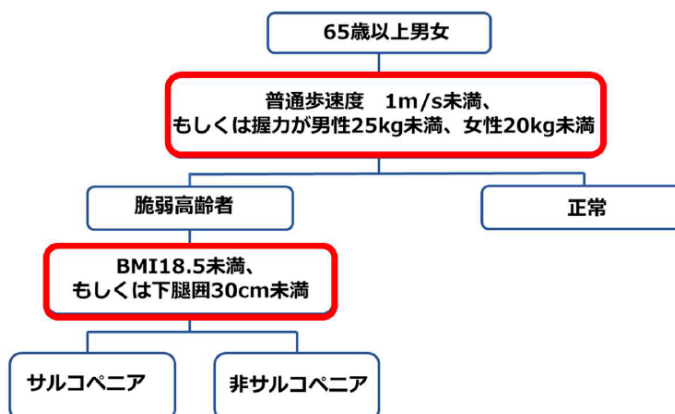 65歳以上男女
普通歩速度　1m/s未満、
もしくは握力が男性25kg未満、女性20kg未満
脆弱高齢者
正常
BMI18.5未満、
もしくは下腿囲30cm未満
サルコペニア
非サルコペニア